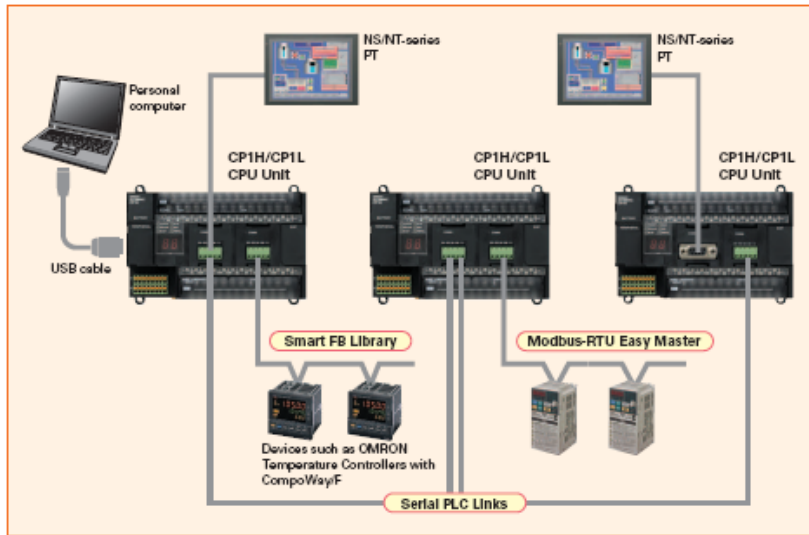 NS/NT-series
PT
NS/NT-series
PT
Personal
computer
CP1H/CP1L
CPU Unit
CP1H/CP1L
CPU Unit
CP1H/CP1L
CPU Unit
USB cable
Smart FB Library
Modbus-RTU Easy Master
Devices such as OMRON
Temperature Controllers with
CompoWay/F
Serial PLC Links